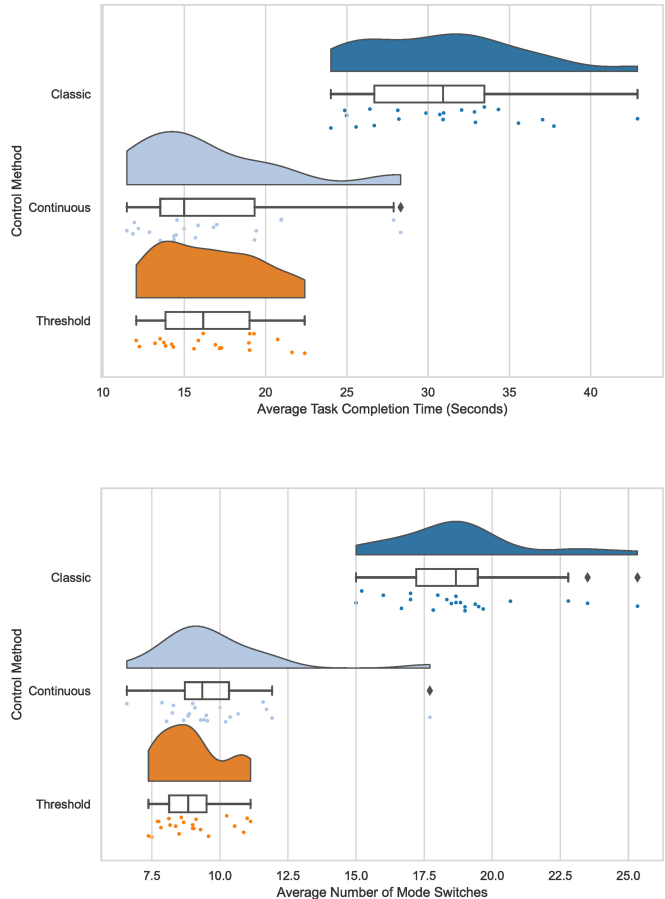 Control Method
Classic
Continuous
Threshold
10 15 20 25 30 35 40
Average Task Completion Time (Seconds)
Control Method
Classic
Continuous
Threshold
7.5 10.0 12.5 15.0 17.5 20.0 22.5 25.0
Average Number of Mode Switches